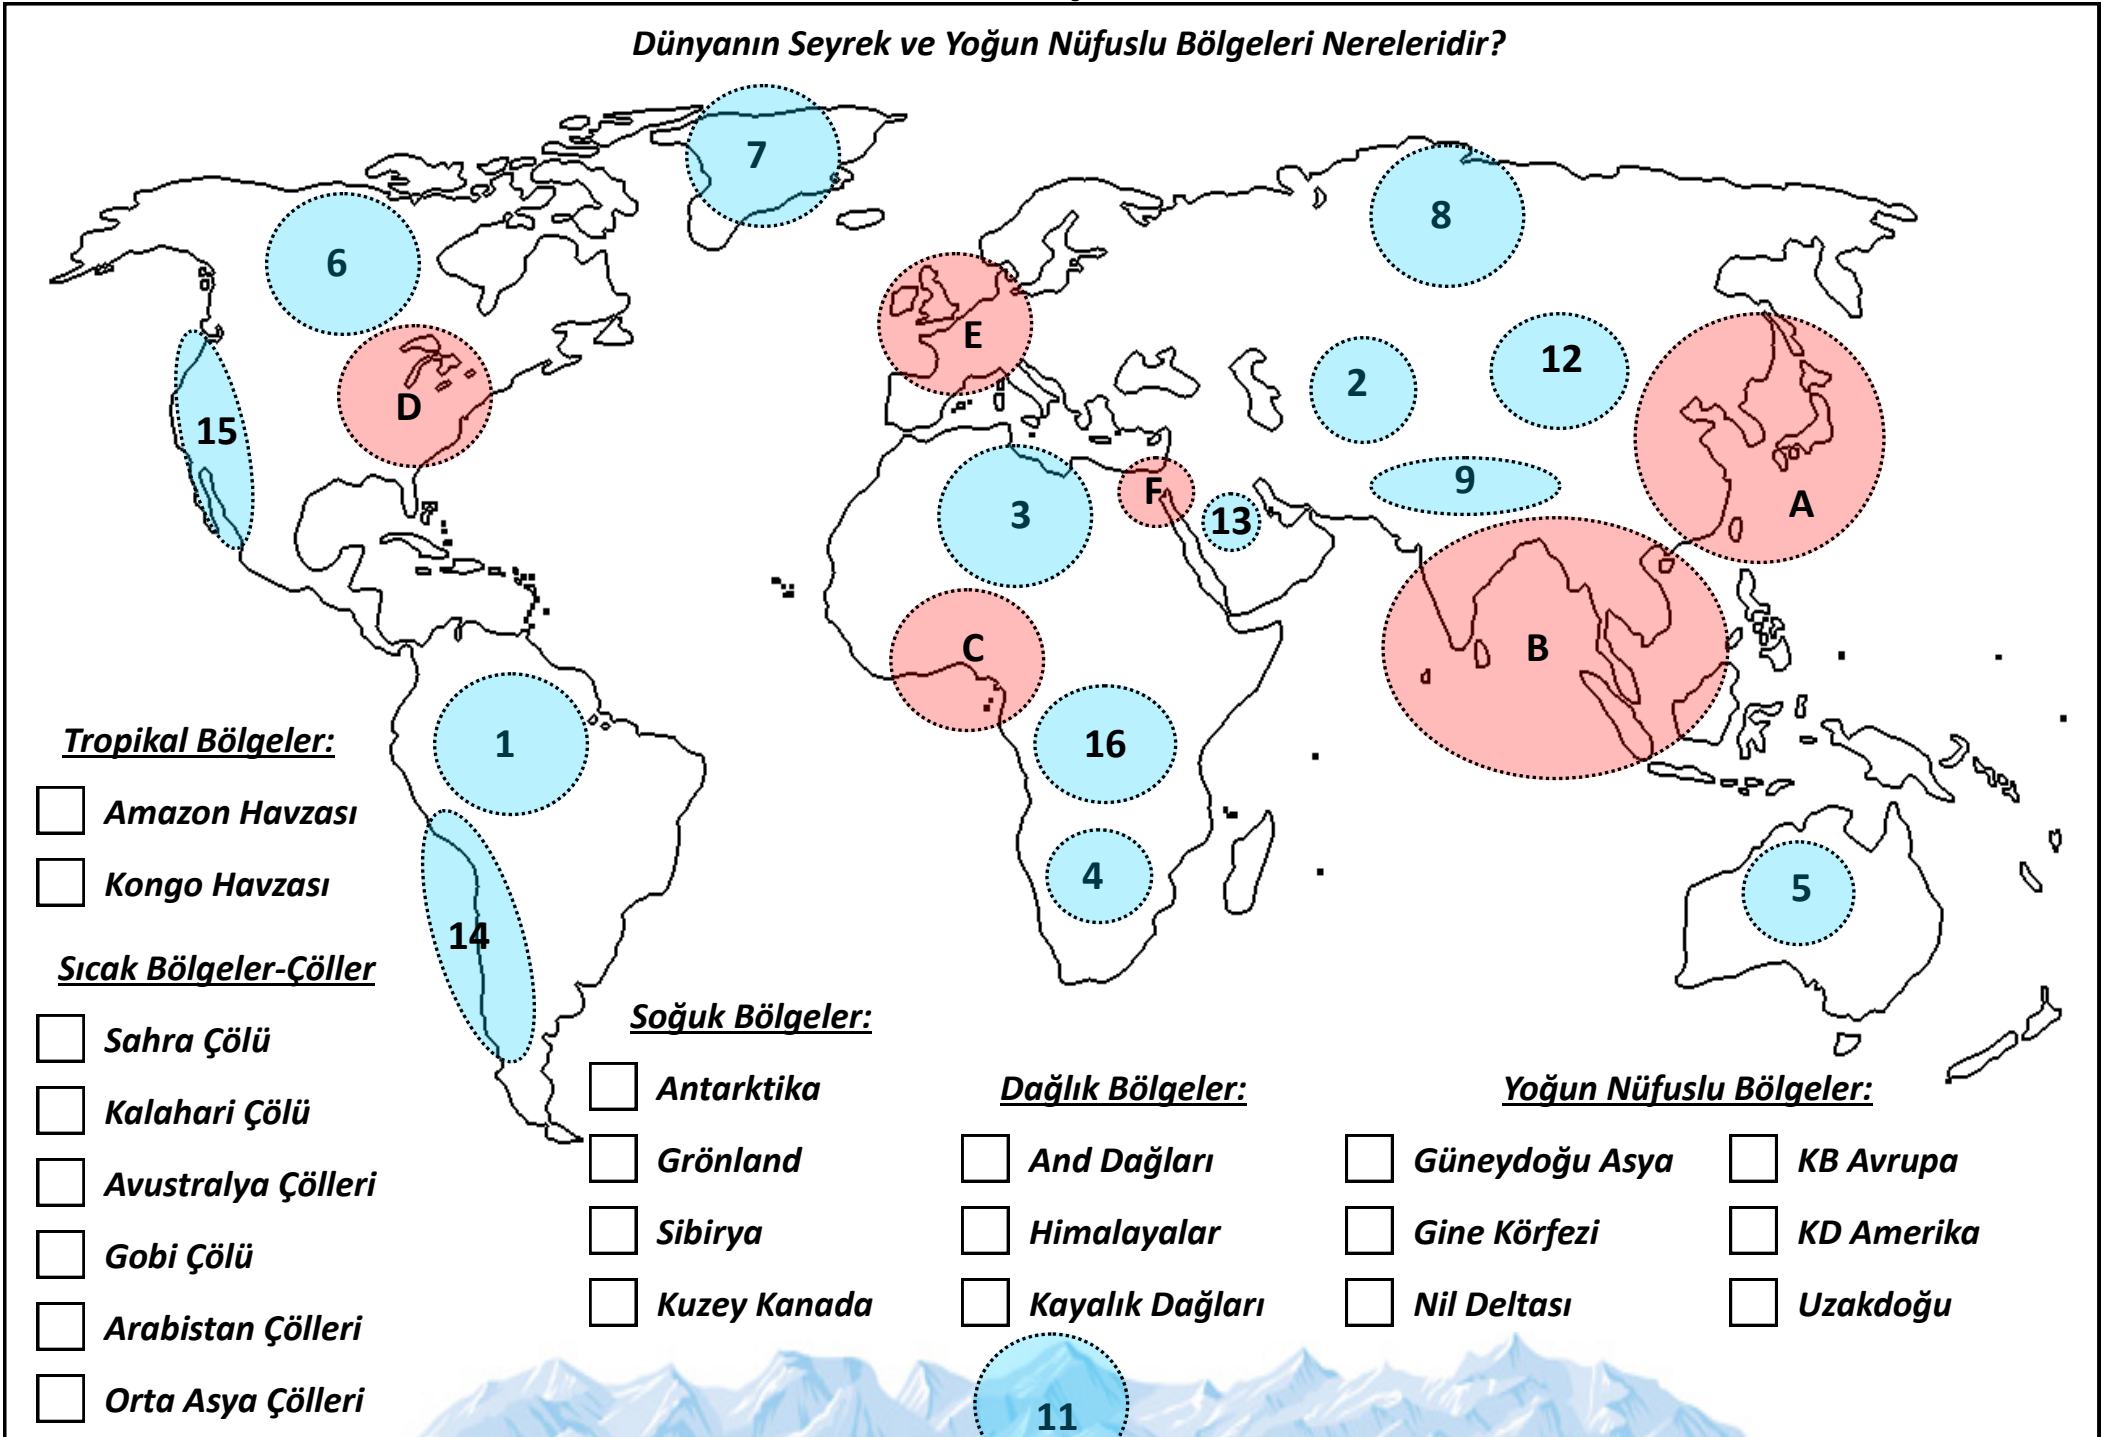 Dünyanın Seyrek ve Yoğun Nüfuslu Bölgeleri Nereleridir?
7
8
6
E
12
2
D
15
9
A
F
3
13
C
B
1
16
4
5
14
Tropikal Bölgeler:
Amazon Havzası
Kongo Havzası
Sıcak Bölgeler-Çöller
Sahra Çölü
Kalahari Çölü
Avustralya Çölleri
Gobi Çölü
Arabistan Çölleri
Orta Asya Çölleri
Soğuk Bölgeler:
Antarktika
Grönland
Sibirya
Kuzey Kanada
Dağlık Bölgeler:
And Dağları
Himalayalar
Kayalık Dağları
Yoğun Nüfuslu Bölgeler:
Güneydoğu Asya
Gine Körfezi
Nil Deltası
KB Avrupa
KD Amerika
Uzakdoğu
11